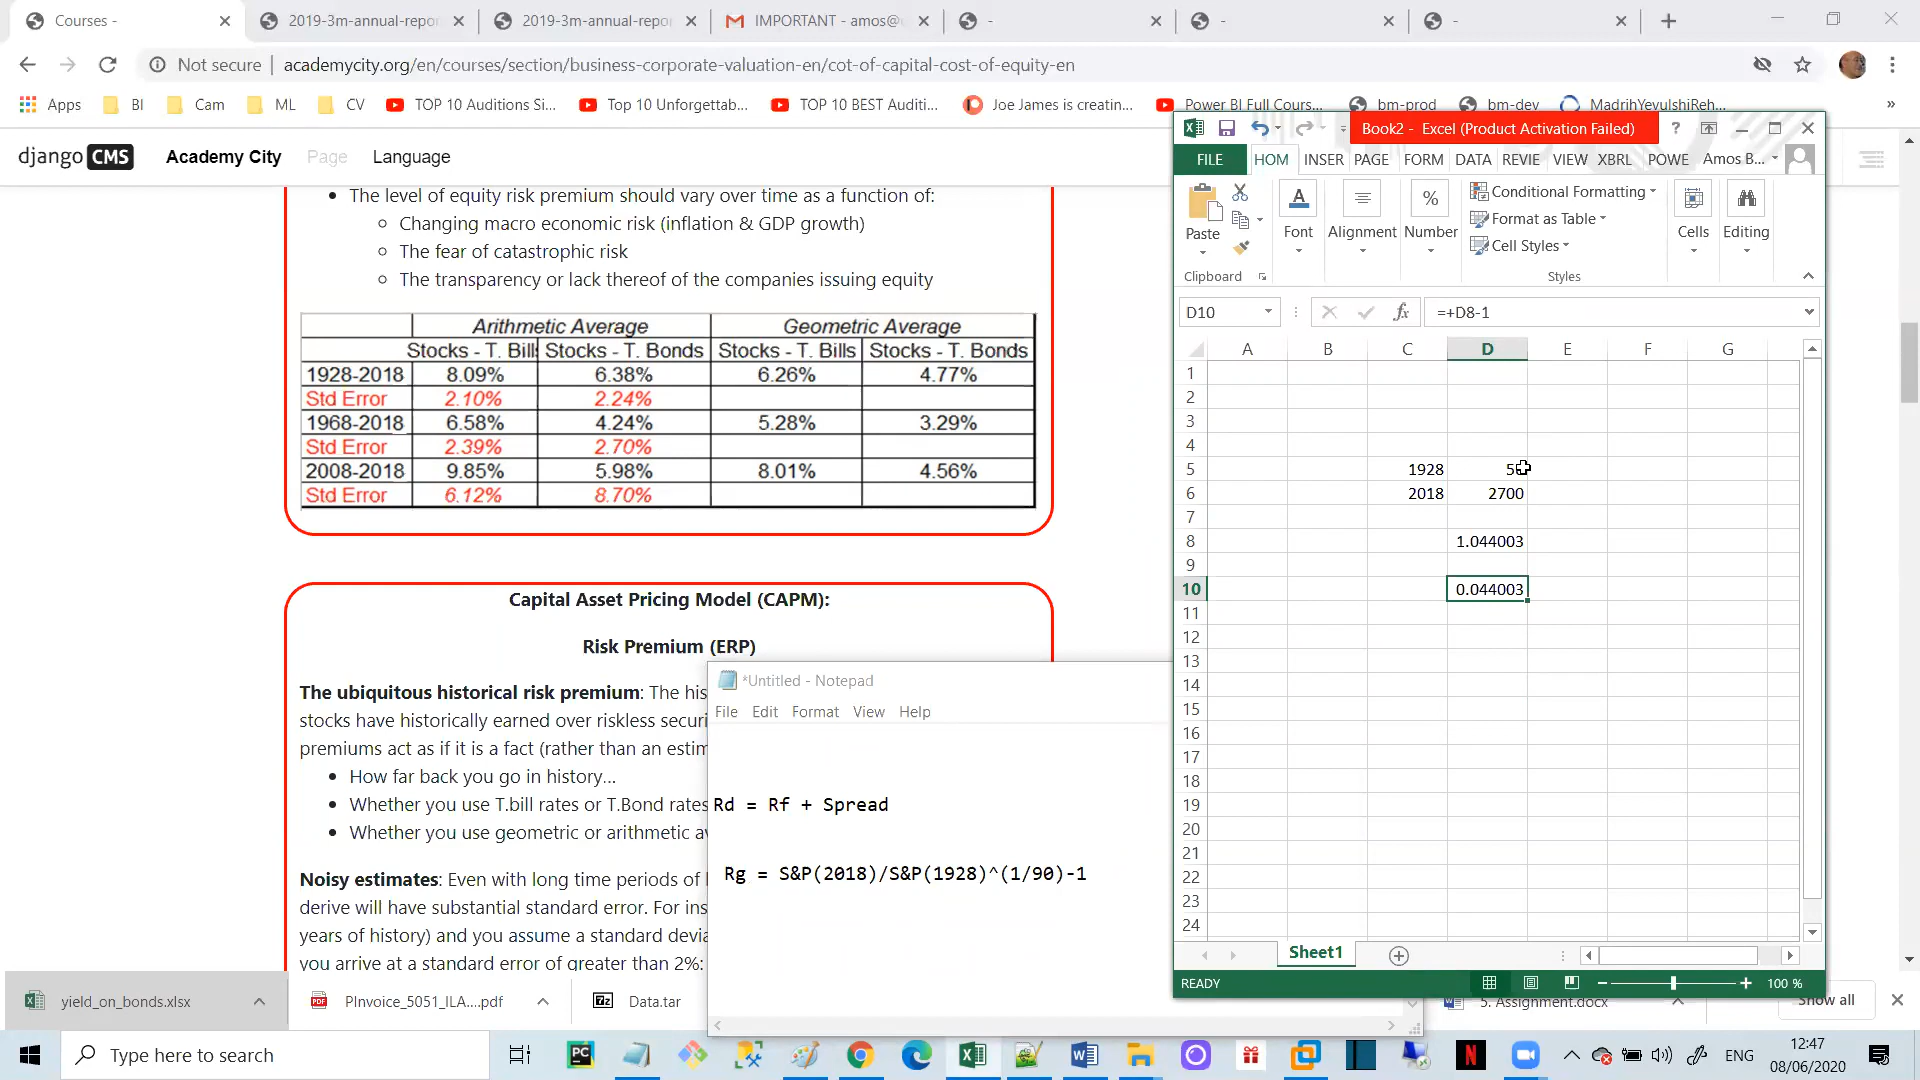 Courses -
2019-3m-annual-repo
2019-3m-annual-repo
IMPORTANT - amos@
-
-
-
Not secure | academycity.org/en/courses/section/business-corporate-valuation-en/cot-of-capital-cost-of-equity-en
Apps BI Cam ML CV TOP 10 Auditions Si... Top 10 Unforgettab... TOP 10 BEST Auditi... Joe James is creatin... Power BI Full Cours... bm-prod bm-dev MadrihYevulshiReh... »
django CMS Academy City Page Language
The level of equity risk premium should vary over time as a function of:
Changing macro economic risk (inflation & GDP growth)
The fear of catastrophic risk
The transparency or lack thereof of the companies issuing equity
Arithmetic Average Geometric Average
Stocks - T. Bill Stocks - T. Bonds Stocks - T. Bills Stocks - T. Bonds
1928-2018 8.09% 6.38% 6.26% 4.77%
Std Error 2.10% 2.24%
1968-2018 6.58% 4.24% 5.28% 3.29%
Std Error 2.39% 2.70%
2008-2018 9.85% 5.98% 8.01% 4.56%
Std Error 6.12% 8.70%
Capital Asset Pricing Model (CAPM):
Risk Premium (ERP)
The ubiquitous historical risk premium: The his
stocks have historically earned over riskless securi
premiums act as if it is a fact (rather than an estim
How far back you go in history...
Whether you use T.bill rates or T.Bond rates
Whether you use geometric or arithmetic av
Noisy estimates: Even with long time periods of
derive will have substantial standard error. For ins
years of history) and you assume a standard devia
you arrive at a standard error of greater than 2%:
*Untitled - Notepad
File Edit Format View Help
Rd = Rf + Spread
Rg = S&P(2018)/S&P(1928)^(1/90)-1
Book2 - Excel (Product Activation Failed) ?
FILE HOM INSER PAGE FORM DATA REVIE VIEW XBRL POWE Amos B...
Paste
Font
Alignment
%
Number
Conditional Formatting
Format as Table
Cell Styles
Cells
Editing
Clipboard Styles
D10 fx =+D8-1
A B C D E F G
1
2
3
4
5 1928 5
6 2018 2700
7
8 1.044003
9
10 0.044003
11
12
13
14
15
16
17
18
19
20
21
22
23
24
Sheet1
READY 100 %
yield_on_bonds.xlsx PInvoice_5051_ILA....pdf Data.tar 5. Assignment.docx Show all
Type here to search
ENG
12:47
08/06/2020